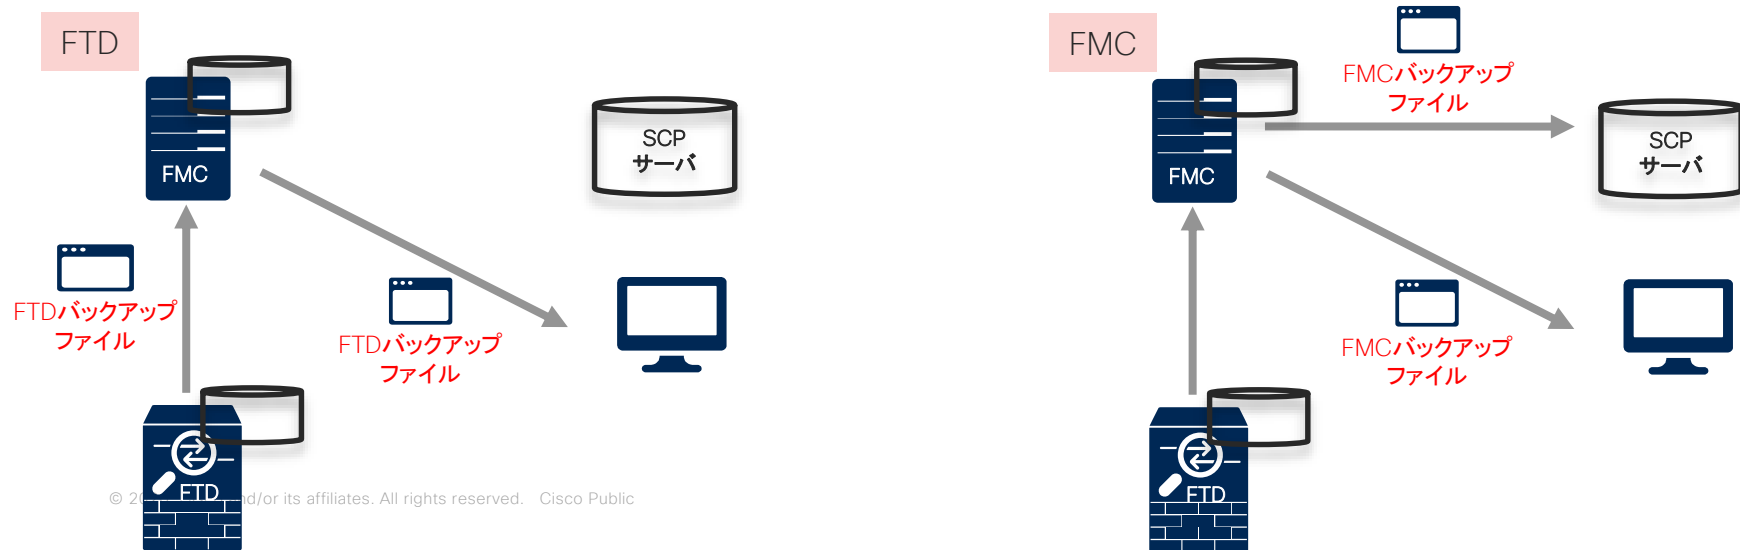 FTD
FMC
SCP
サーバ
FTDバックアップ
ファイル
FTDバックアップ
ファイル
FTD
© 20 nd/or its affiliates. All rights reserved. Cisco Public
FMC
FMCバックアップ
ファイル
FMC
SCP
サーバ
FMCバックアップ
ファイル
FTD